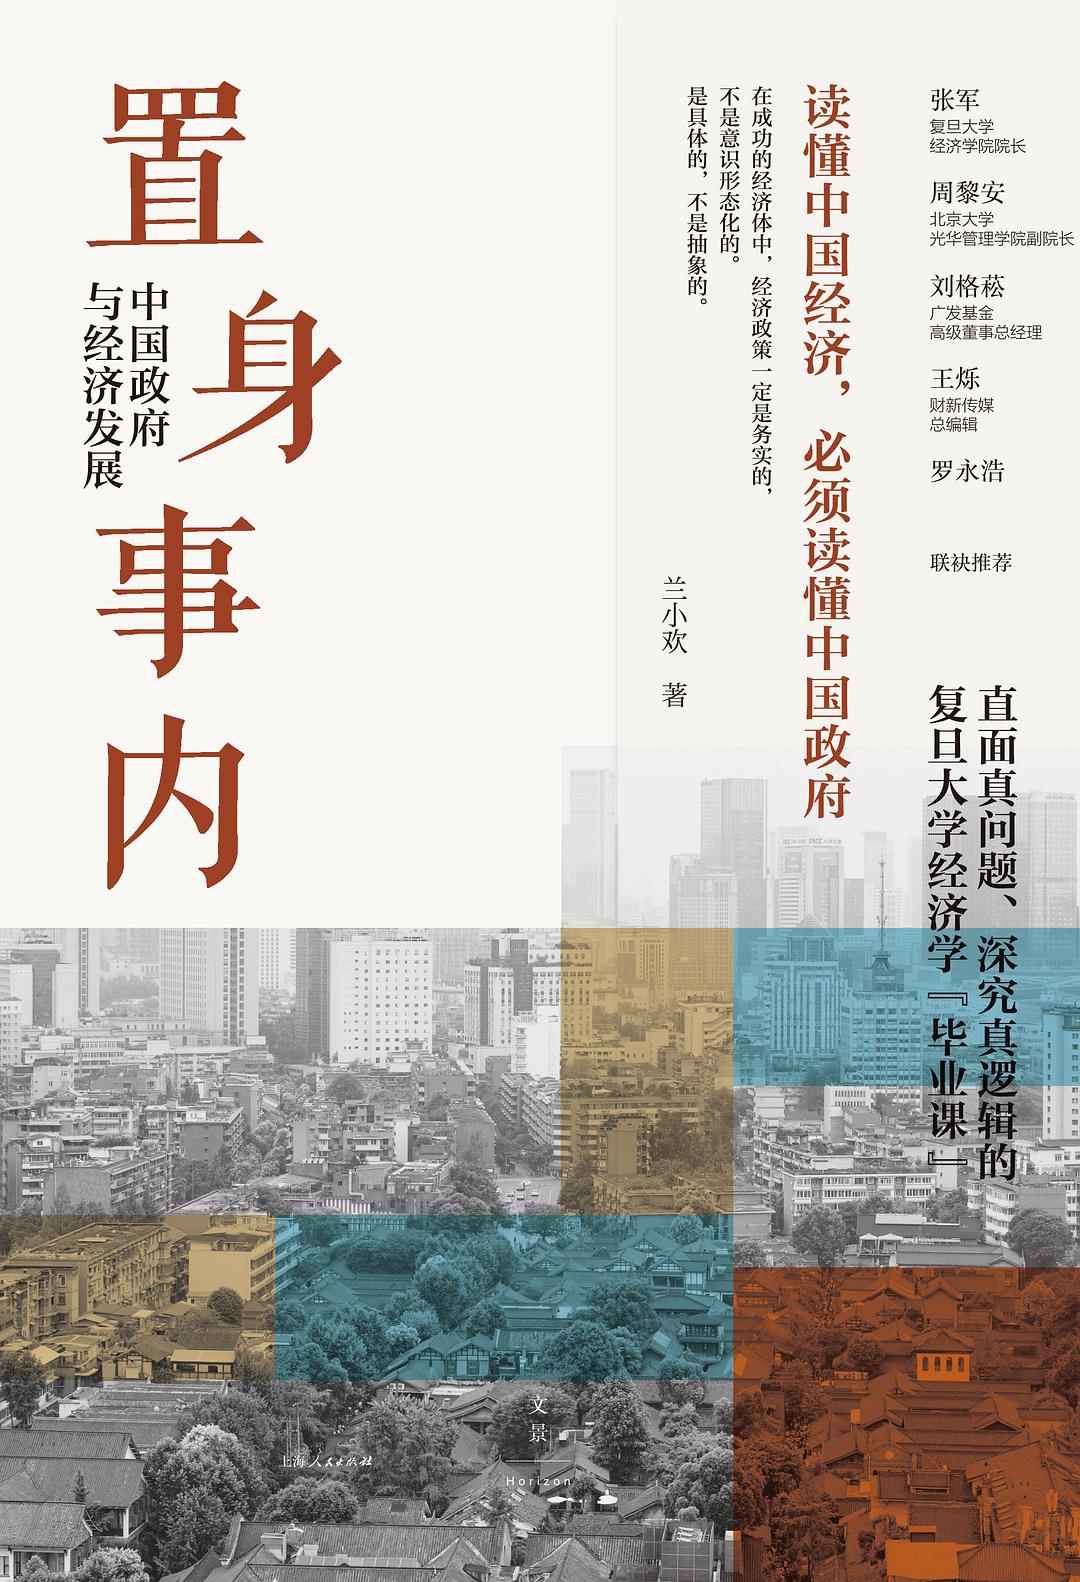 置身事内
中国政府
与经济发展
读懂中国经济，必须读懂中国政府
在成功的经济体中，经济政策一定是务实的，
不是意识形态化的。
是具体的，不是抽象的。
兰小欢 著
张军
复旦大学
经济学院院长
周黎安
北京大学
光华管理学院副院长
刘格菘
广发基金
高级董事总经理
王烁
财新传媒
总编辑
罗永浩
联袂推荐
直面真问题、深究真逻辑的
复旦大学经济学『毕业课』
文景
Horizon
上海人民出版社